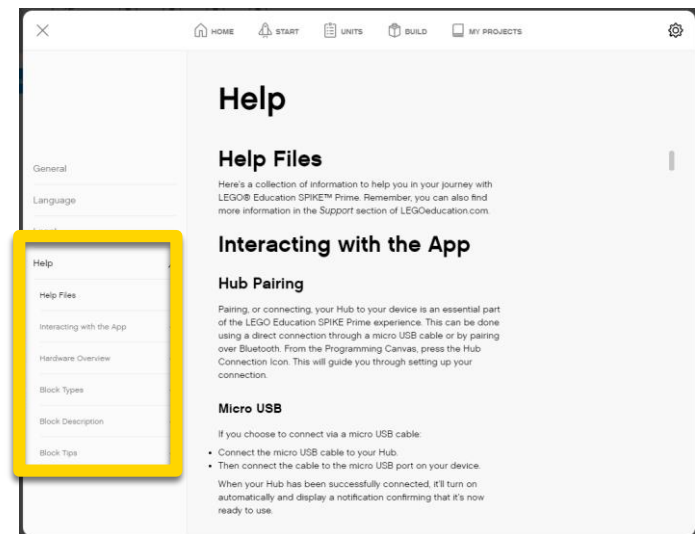 HOME START UNITS BUILD MY PROJECTS
General
Language
Help
Help Files
Interacting with the App
Hardware Overview
Block Types
Block Description
Block Tips
Help
Help Files
Here's a collection of information to help you in your journey with
LEGO® Education SPIKE™ Prime. Remember, you can also find
more information in the Support section of LEGOeducation.com.
Interacting with the App
Hub Pairing
Pairing, or connecting, your Hub to your device is an essential part
of the LEGO Education SPIKE Prime experience. This can be done
using a direct connection through a micro USB cable or by pairing
over Bluetooth. From the Programming Canvas, press the Hub
Connection Icon. This will guide you through setting up your
connection.
Micro USB
If you choose to connect via a micro USB cable:
• Connect the micro USB cable to your Hub.
• Then connect the cable to the micro USB port on your device.
When your Hub has been successfully connected, it'll turn on
automatically and display a notification confirming that it's now
ready to use.